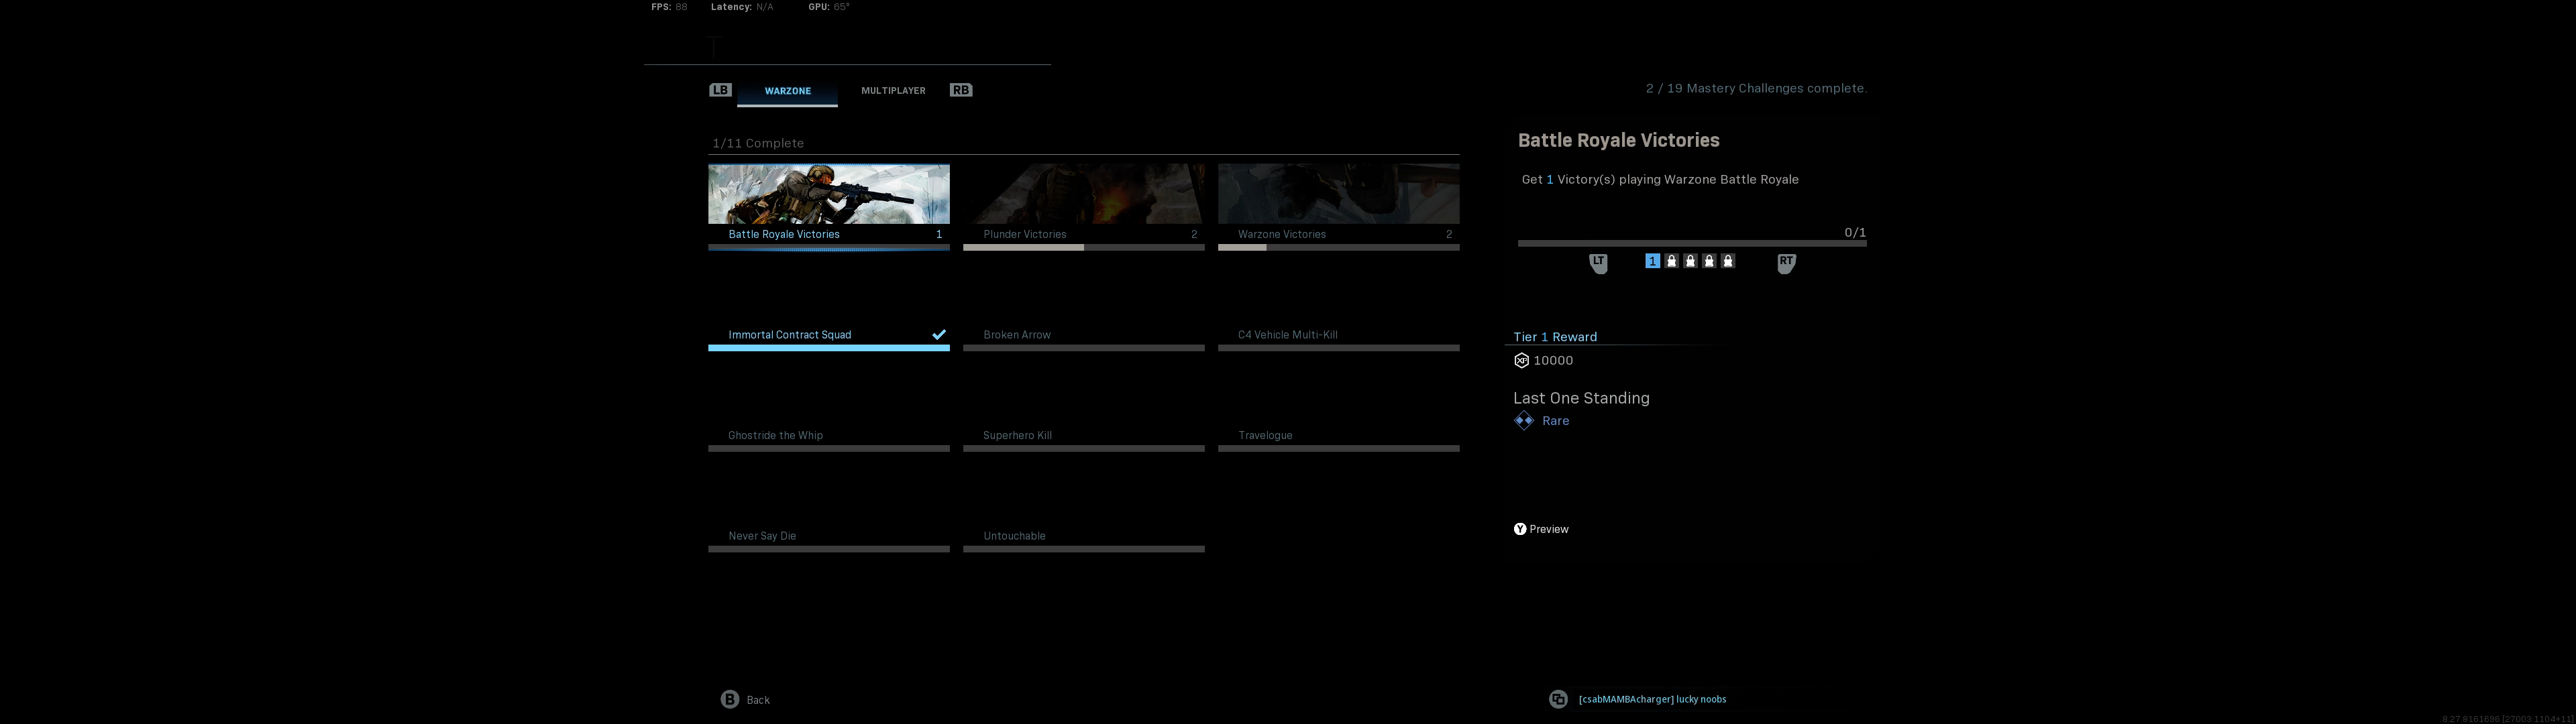 FPS: 88 Latency: N/A GPU: 65°
LB WARZONE MULTIPLAYER RB
2 / 19 Mastery Challenges complete.
1/11 Complete
Battle Royale Victories
Get 1 Victory(s) playing Warzone Battle Royale
Battle Royale Victories 1
Plunder Victories 2
Warzone Victories 2
0/1
LT 1 RT
Immortal Contract Squad
Broken Arrow
C4 Vehicle Multi-Kill
Tier 1 Reward
XP 10000
Last One Standing
Rare
Ghostride the Whip
Superhero Kill
Travelogue
Y Preview
Never Say Die
Untouchable
B Back
[csabMAMBAcharger] lucky noobs